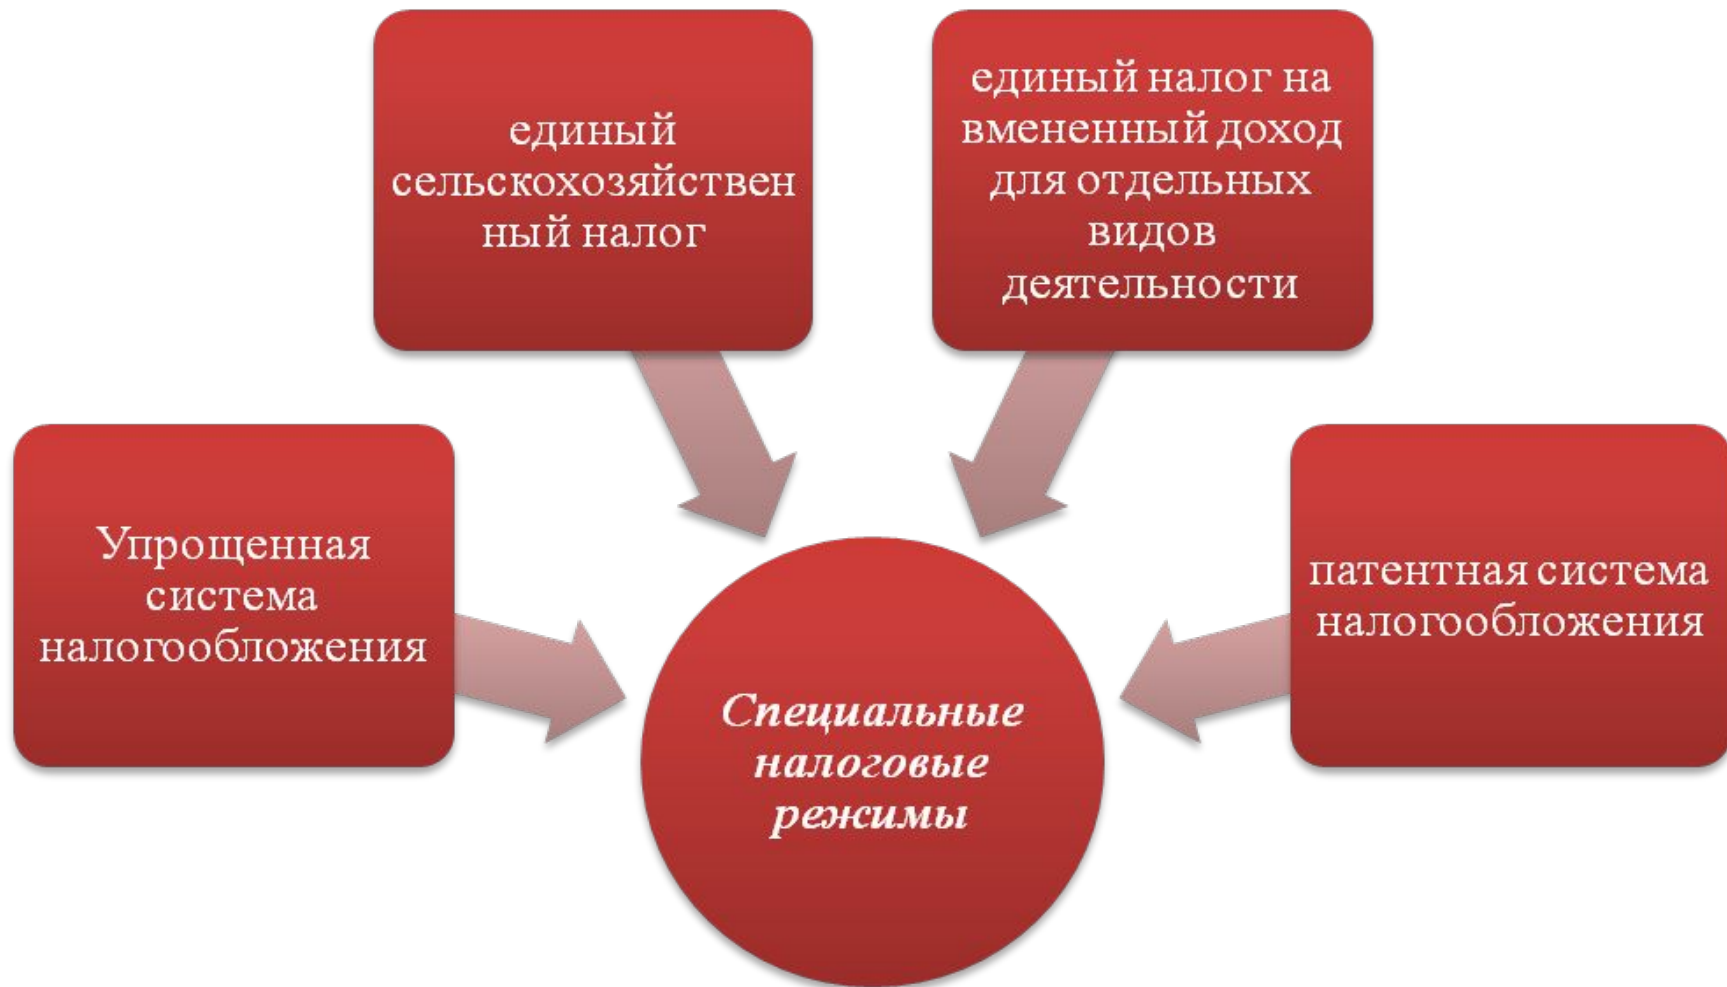 единый
сельскохозяйствен
ный налог
единый налог на
вмененный доход
для отдельных
видов
деятельности
Упрощенная
система
налогообложения
патентная система
налогообложения
Специальные
налоговые
режимы